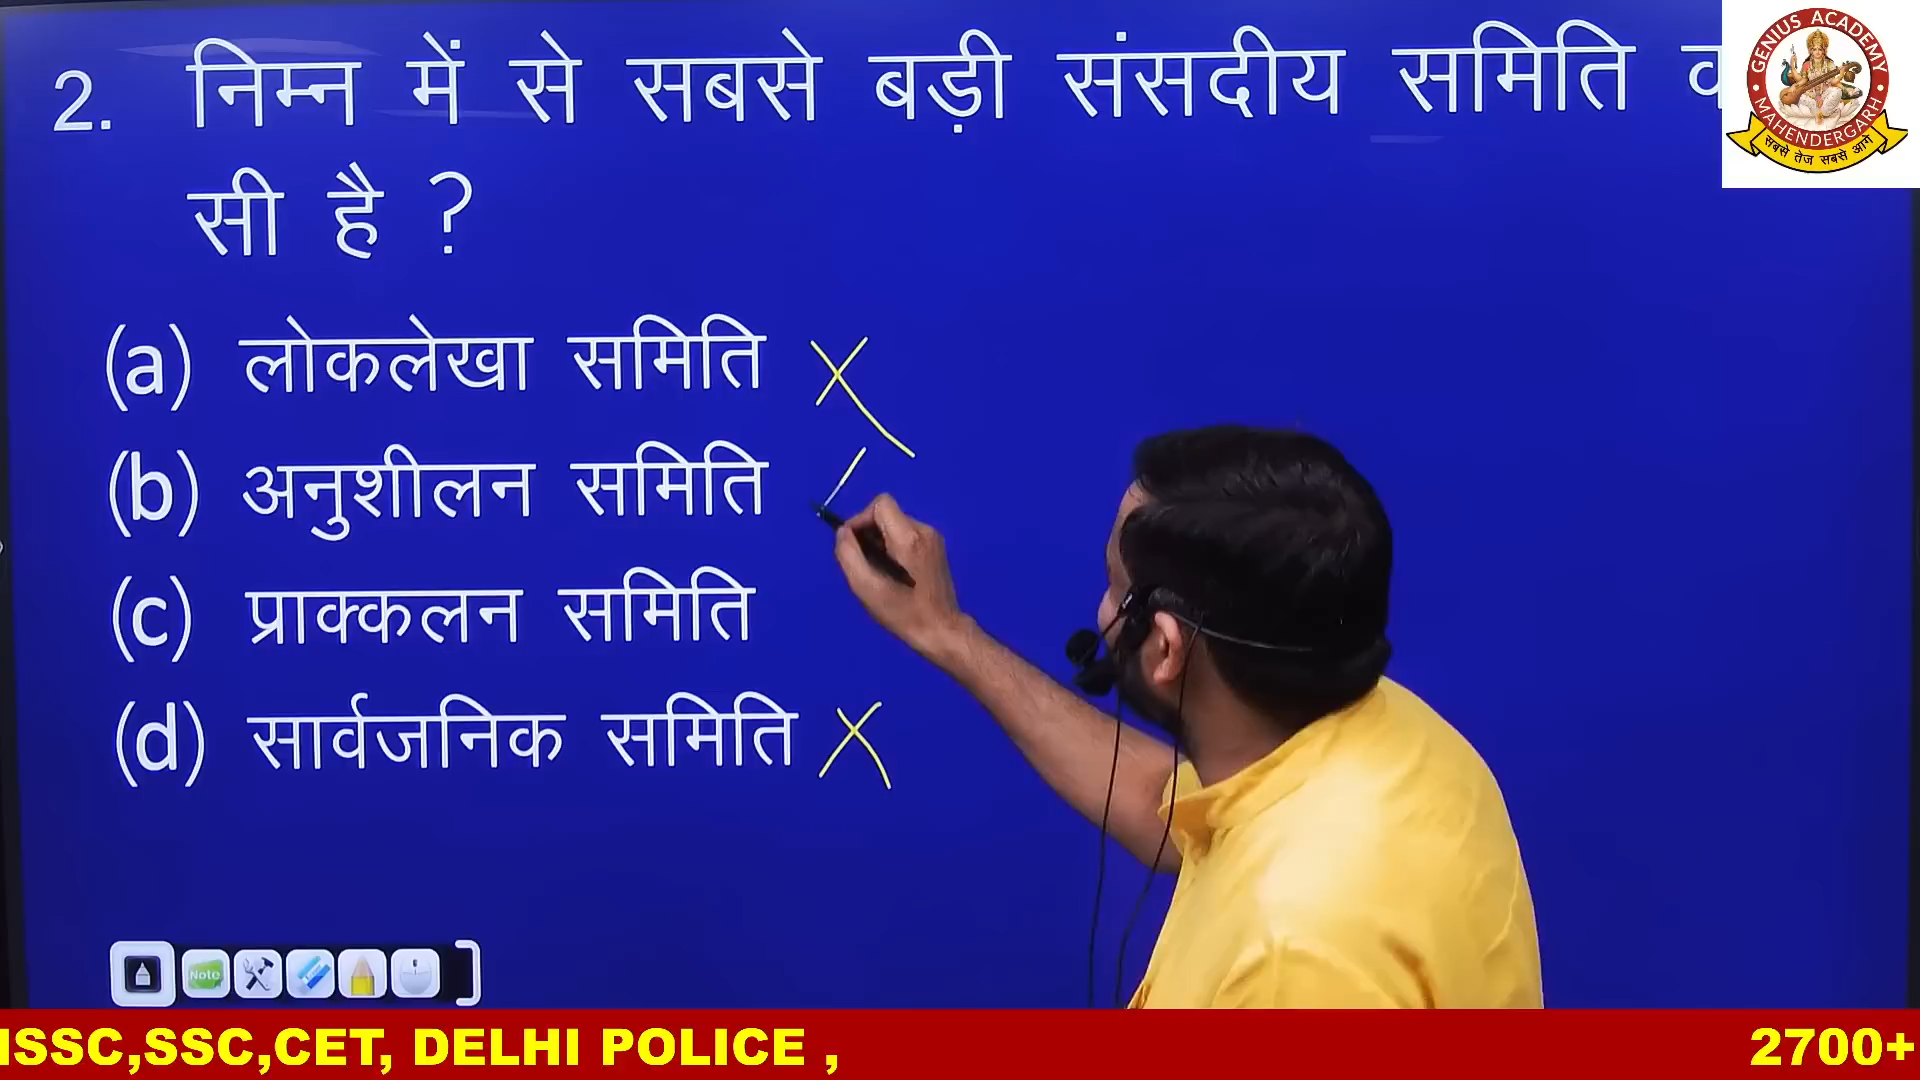 2. निम्न में से सबसे बड़ी संसदीय समिति
सी है ?
(a) लोकलेखा समिति
(b) अनुशीलन समिति
(c) प्राक्कलन समिति
(d) सार्वजनिक समिति
GENIUS ACADEMY
MAHENDERGARH
सबसे तेज सबसे आगे
Note
ISSC,SSC,CET, DELHI POLICE ,
2700+